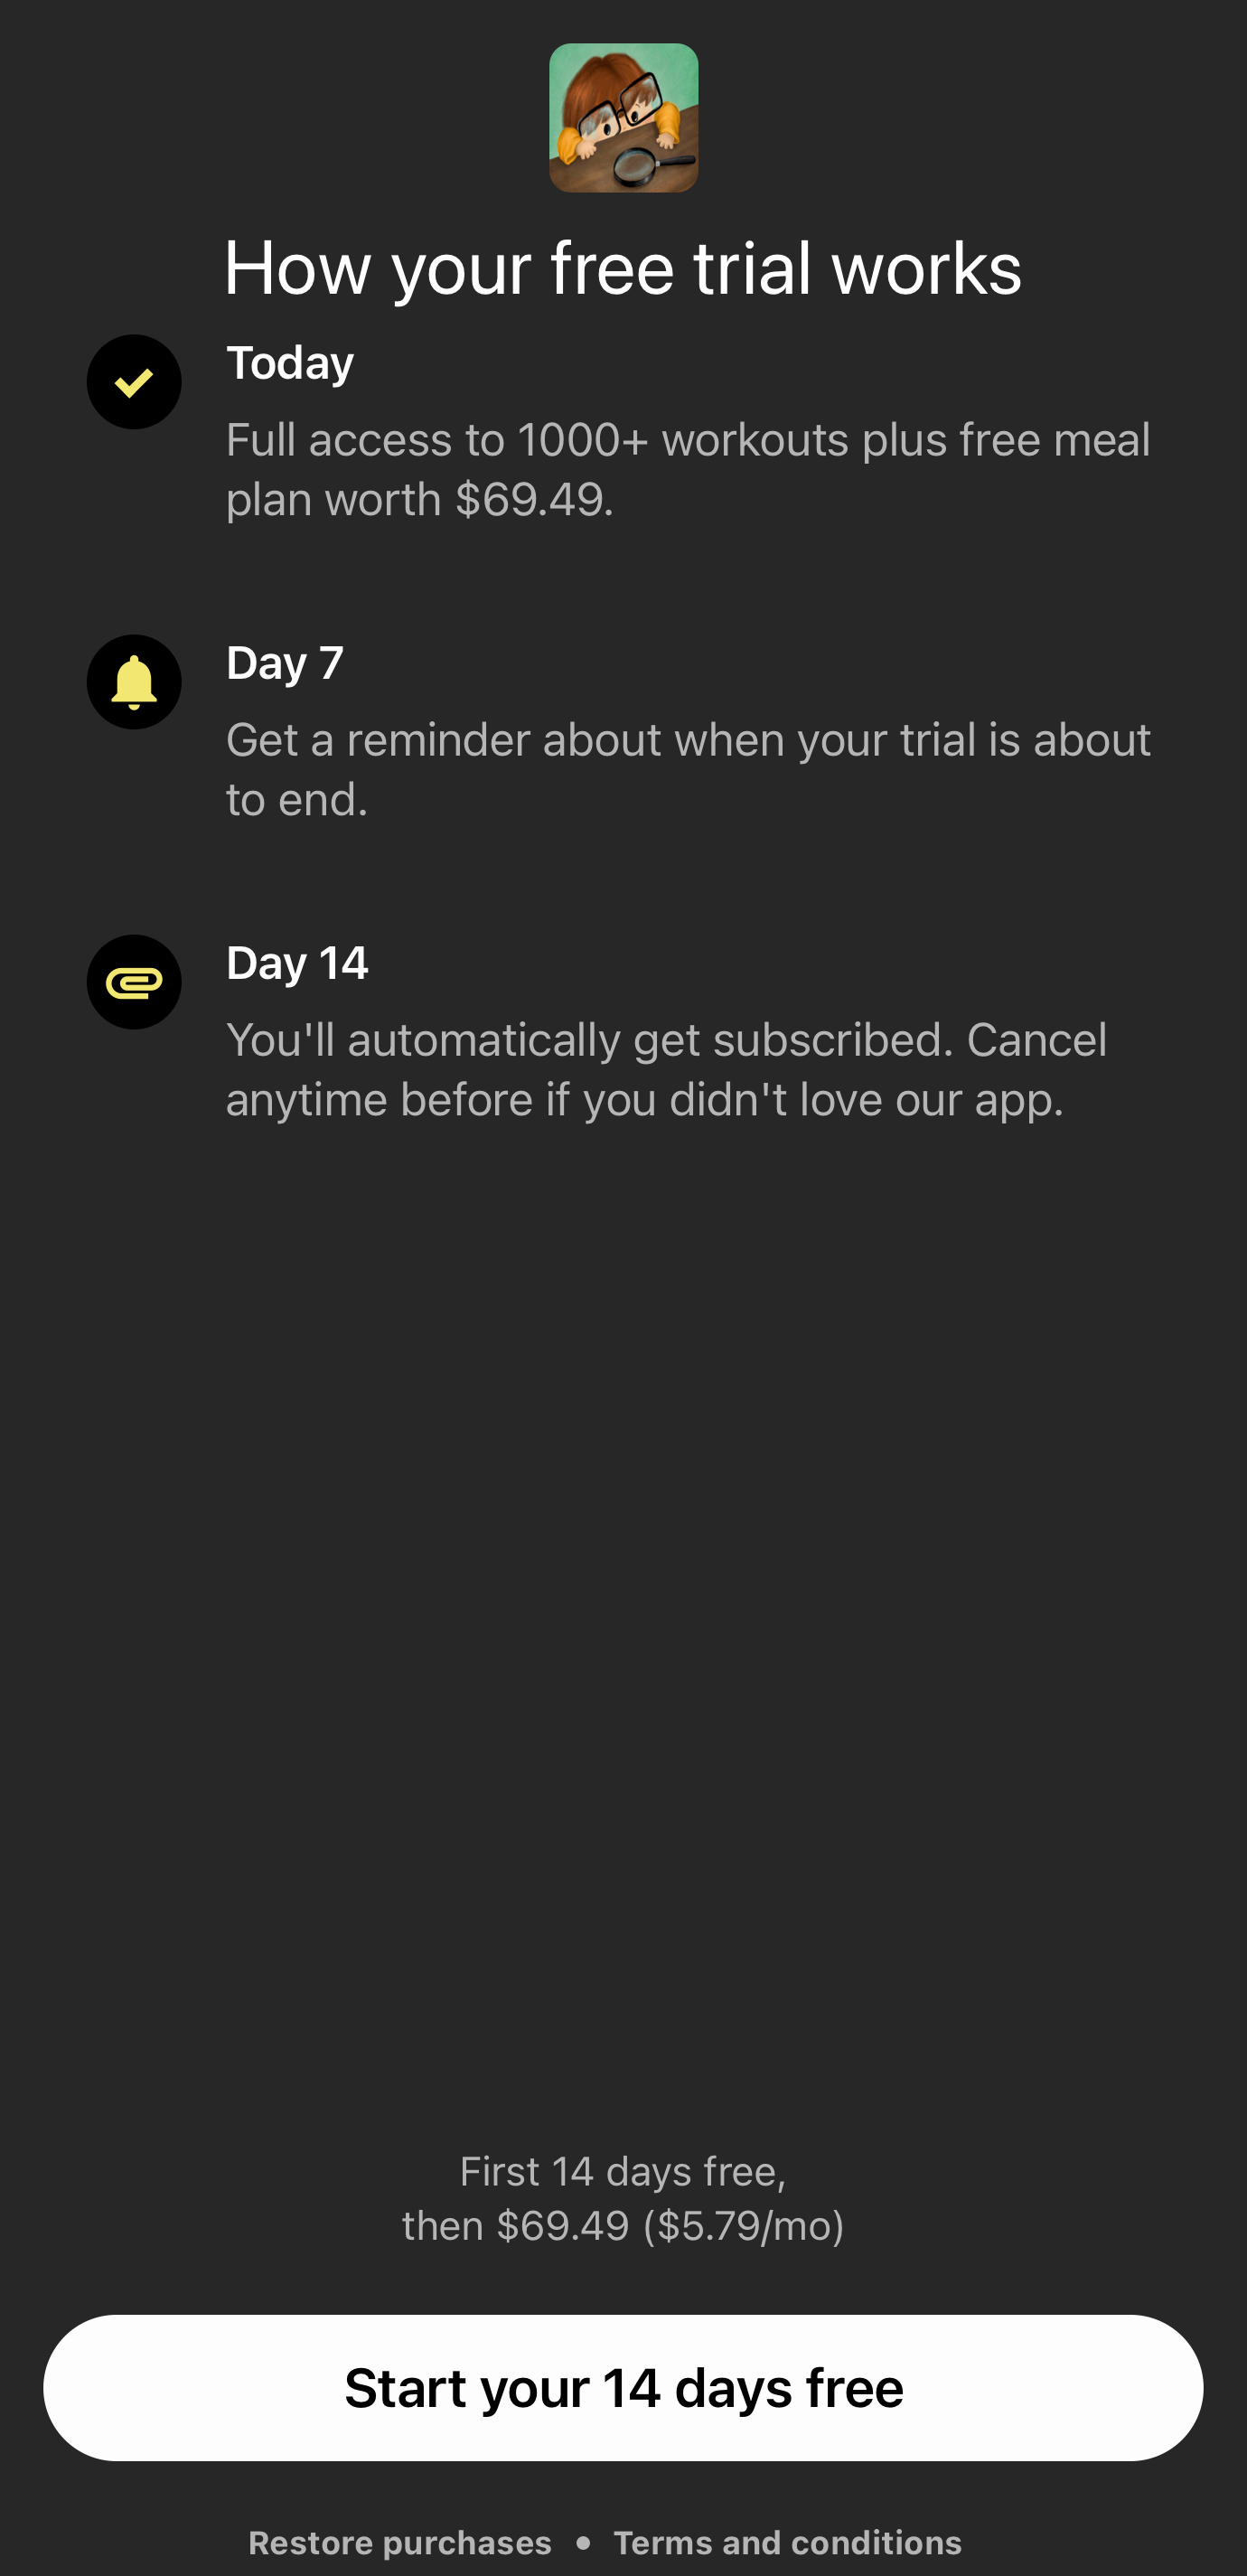 How your free trial works
Today
Full access to 1000+ workouts plus free meal
plan worth $69.49.
Day 7
Get a reminder about when your trial is about
to end.
Day 14
You'll automatically get subscribed. Cancel
anytime before if you didn't love our app.
First 14 days free,
then $69.49 ($5.79/mo)
Start your 14 days free
Restore purchases • Terms and conditions